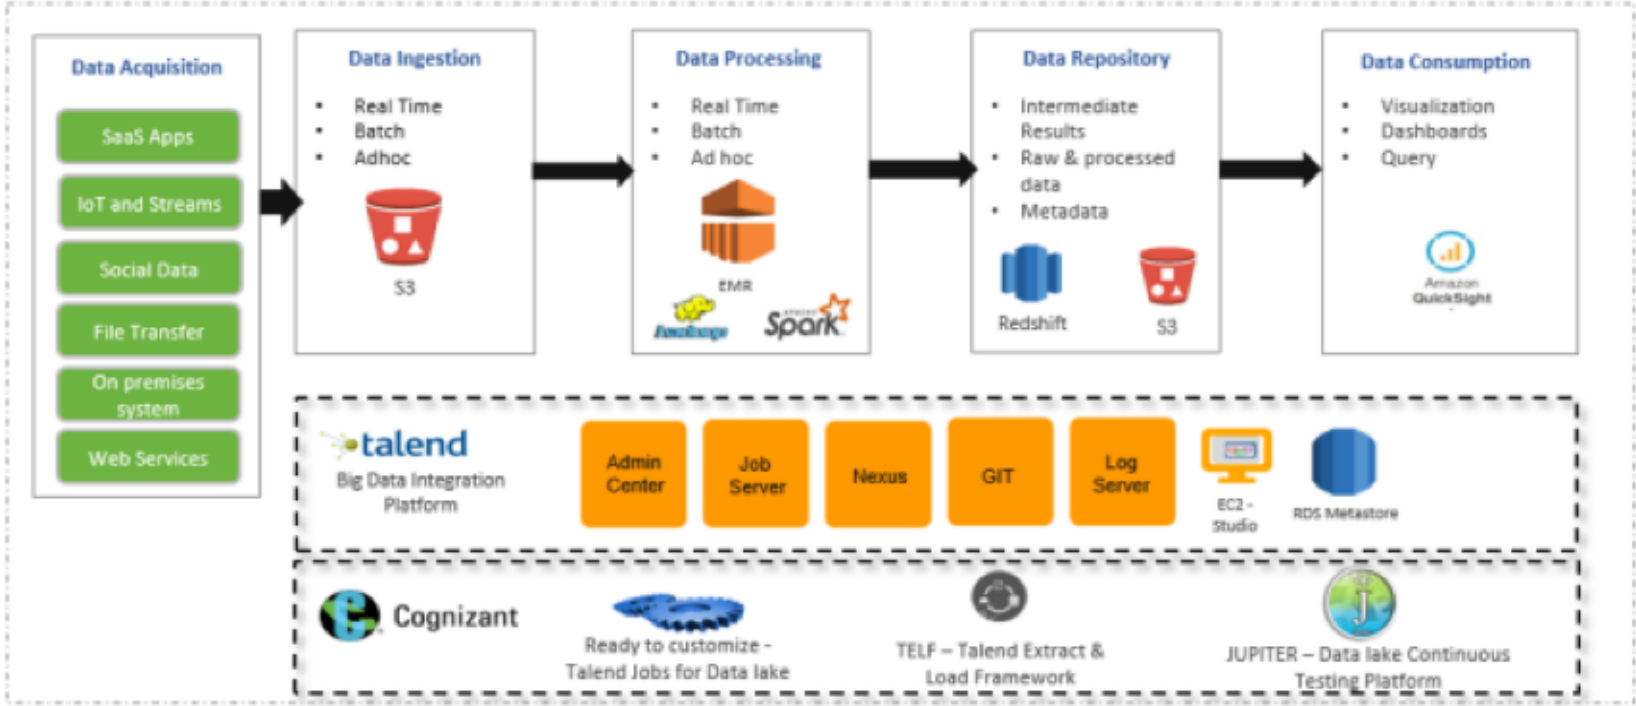 Data Acquisition
SaaS Apps
IoT and Streams
Social Data
File Transfer
On premises
system
Web Services
Data Ingestion
▪ Real Time
▪ Batch
▪ Adhoc
S3
Data Processing
▪ Real Time
▪ Batch
▪ Ad hoc
EMR
Spark
Data Repository
▪ Intermediate
Results
▪ Raw & processed
data
▪ Metadata
Redshift
S3
Data Consumption
▪ Visualization
▪ Dashboards
▪ Query
Amazon
QuickSight
talend
Big Data Integration
Platform
Admin
Center
Job
Server
Nexus
GIT
Log
Server
EC2 -
Studio
RDS Metastore
Cognizant
Ready to customize -
Talend Jobs for Data lake
TELF – Talend Extract &
Load Framework
J
JUPITER – Data lake Continuous
Testing Platform